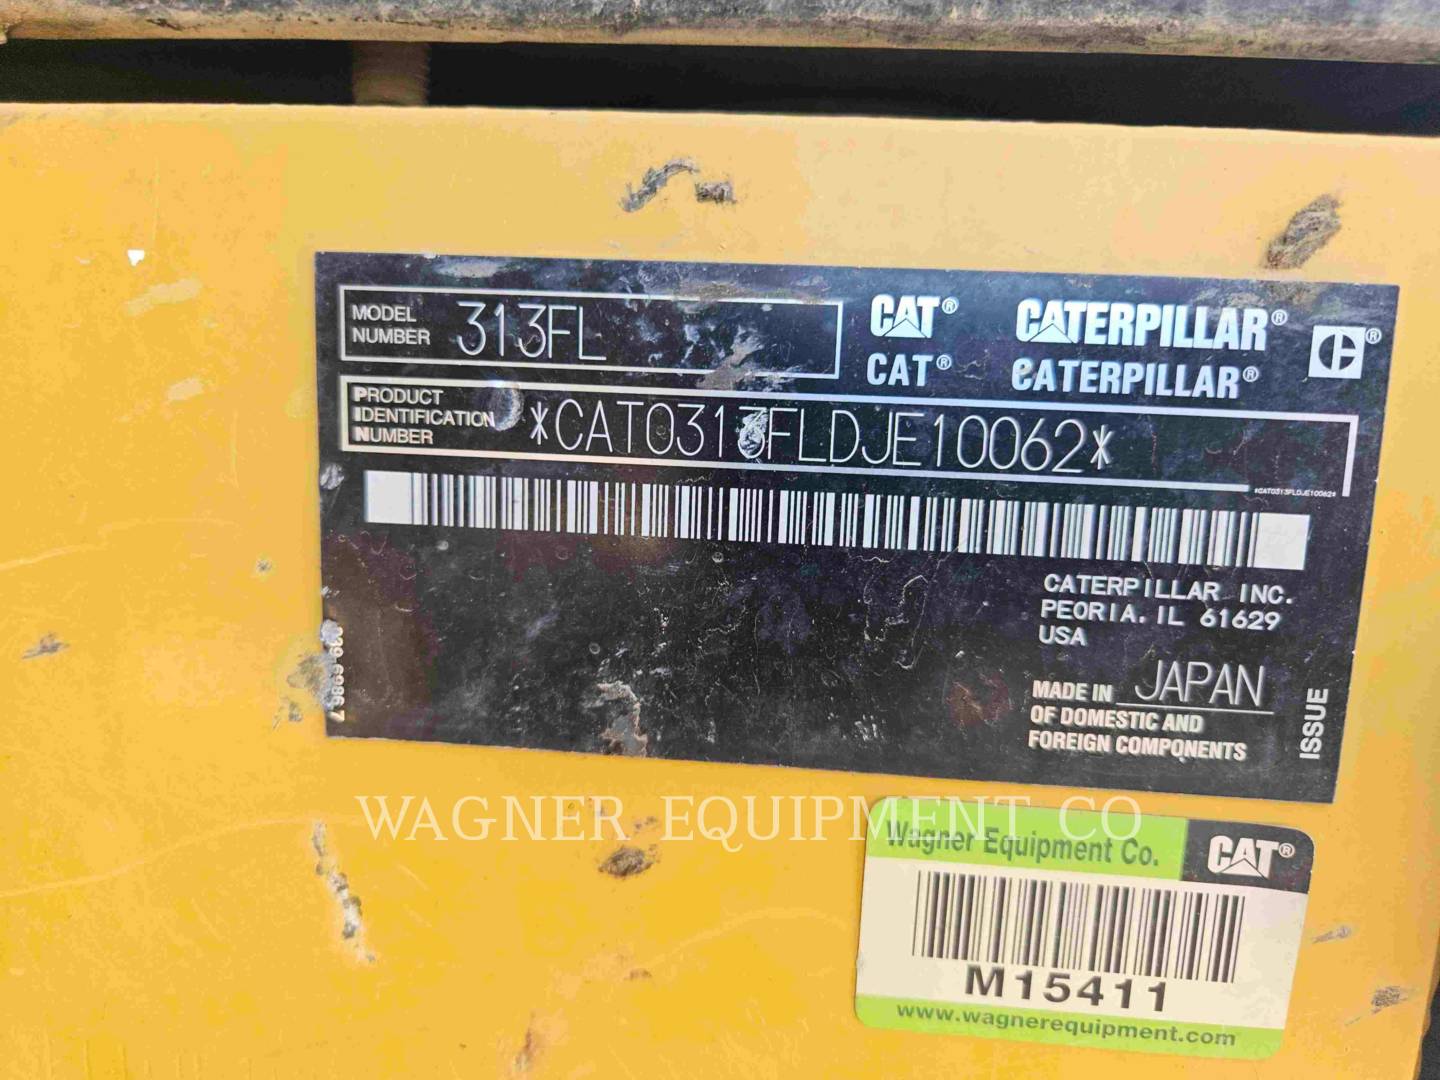 MODEL
NUMBER 313FL
CAT® CATERPILLAR®
CAT® CATERPILLAR®
PRODUCT
IDENTIFICATION
NUMBER *CAT0313FLDJE10062*
*CAT0313FLDJE10062*
CATERPILLAR INC.
PEORIA, IL 61629
USA
MADE IN JAPAN
OF DOMESTIC AND
FOREIGN COMPONENTS
ISSUE
WAGNER EQUIPMENT CO
Wagner Equipment Co. CAT®
M15411
www.wagnerequipment.com